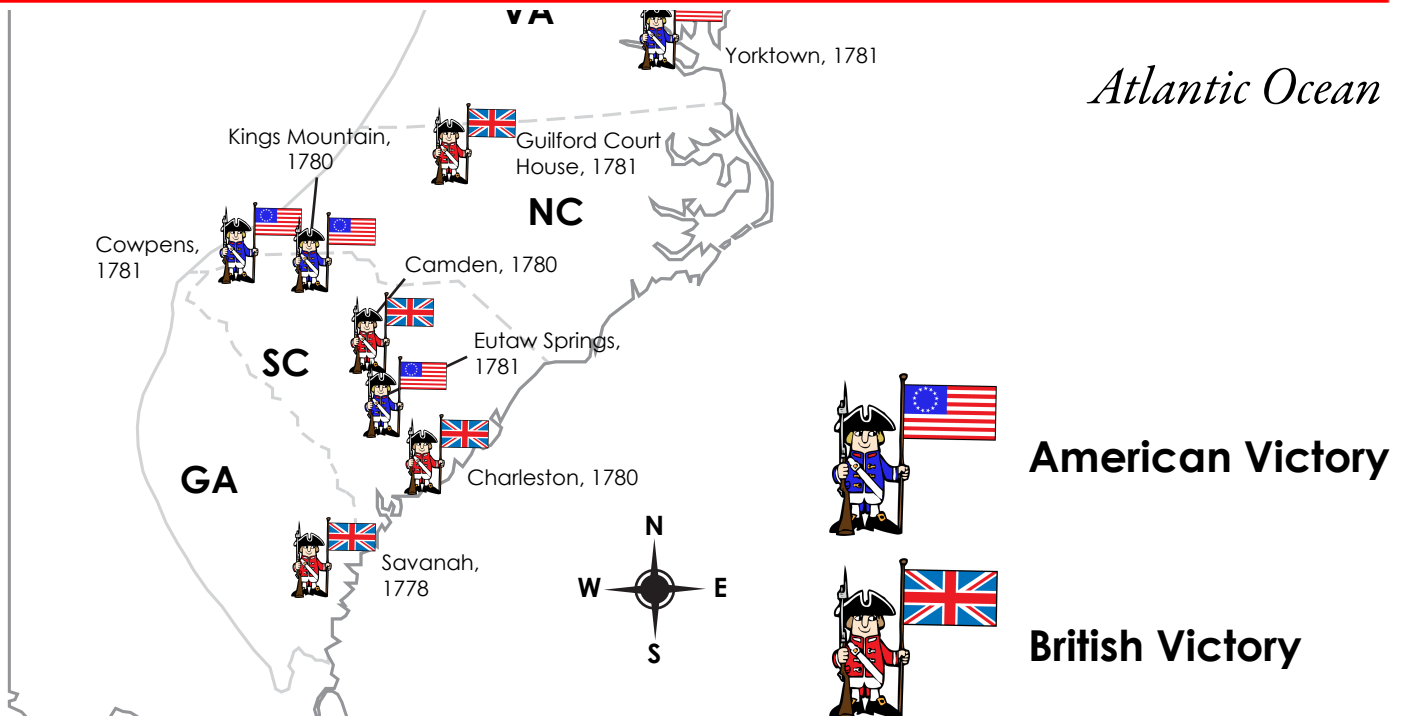 VA
Yorktown, 1781
Atlantic Ocean
Kings Mountain,
1780
Guilford Court
House, 1781
NC
Cowpens,
1781
Camden, 1780
Eutaw Springs,
1781
SC
American Victory
GA
Charleston, 1780
N
Savanah,
1778
W
E
S
British Victory